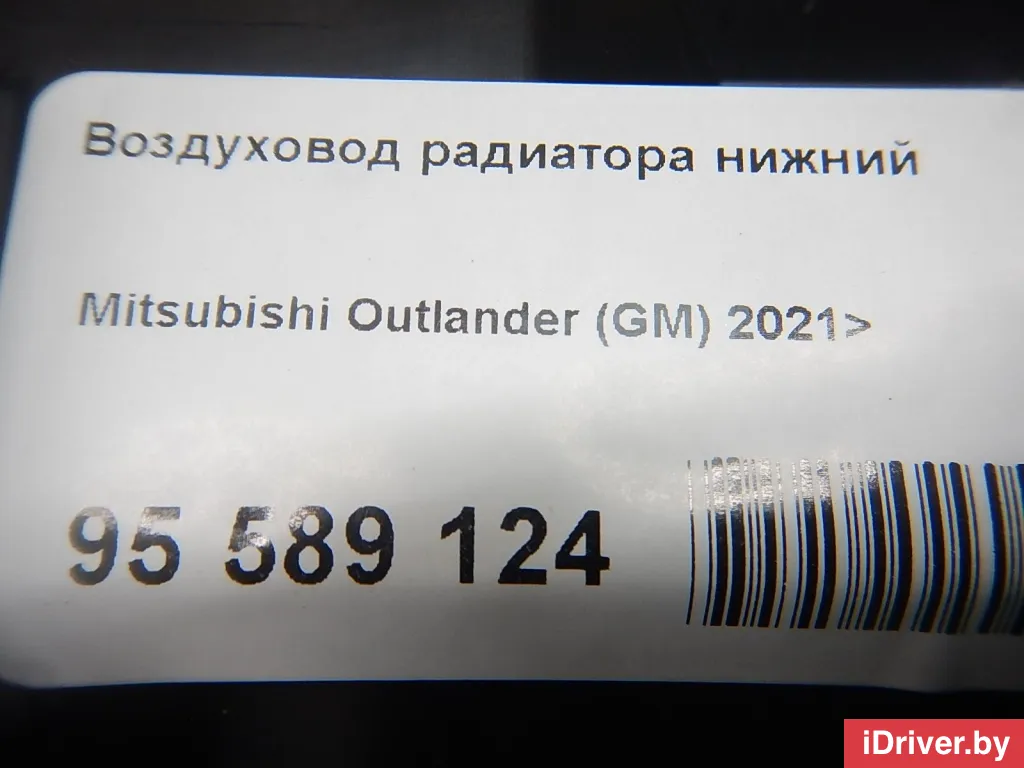 Воздуховод радиатора нижний
Mitsubishi Outlander (GM) 2021>
95 589 124
iDriver.by